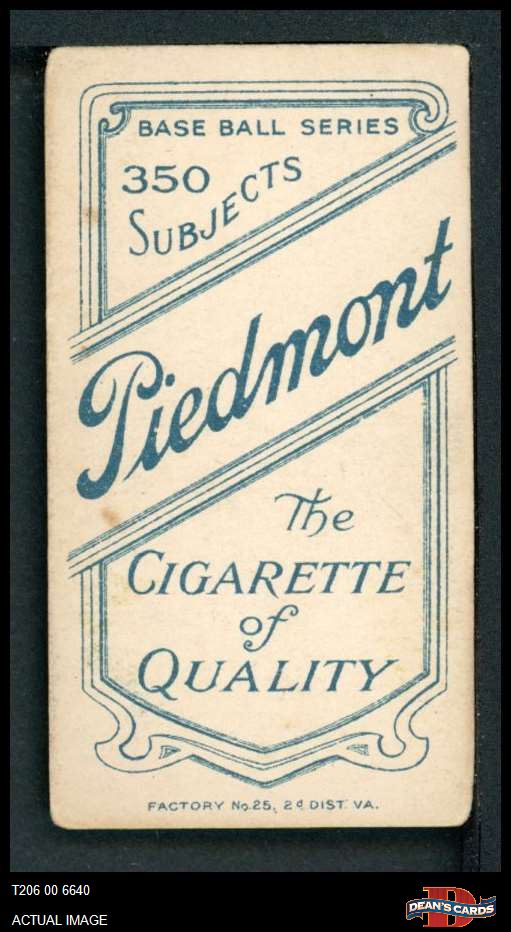 BASE BALL SERIES
350
SUBJECTS
Piedmont
The
CIGARETTE
of
QUALITY
FACTORY No. 25, 2d DIST. VA.
T206 00 6640
ACTUAL IMAGE
D
DEAN'S CARDS